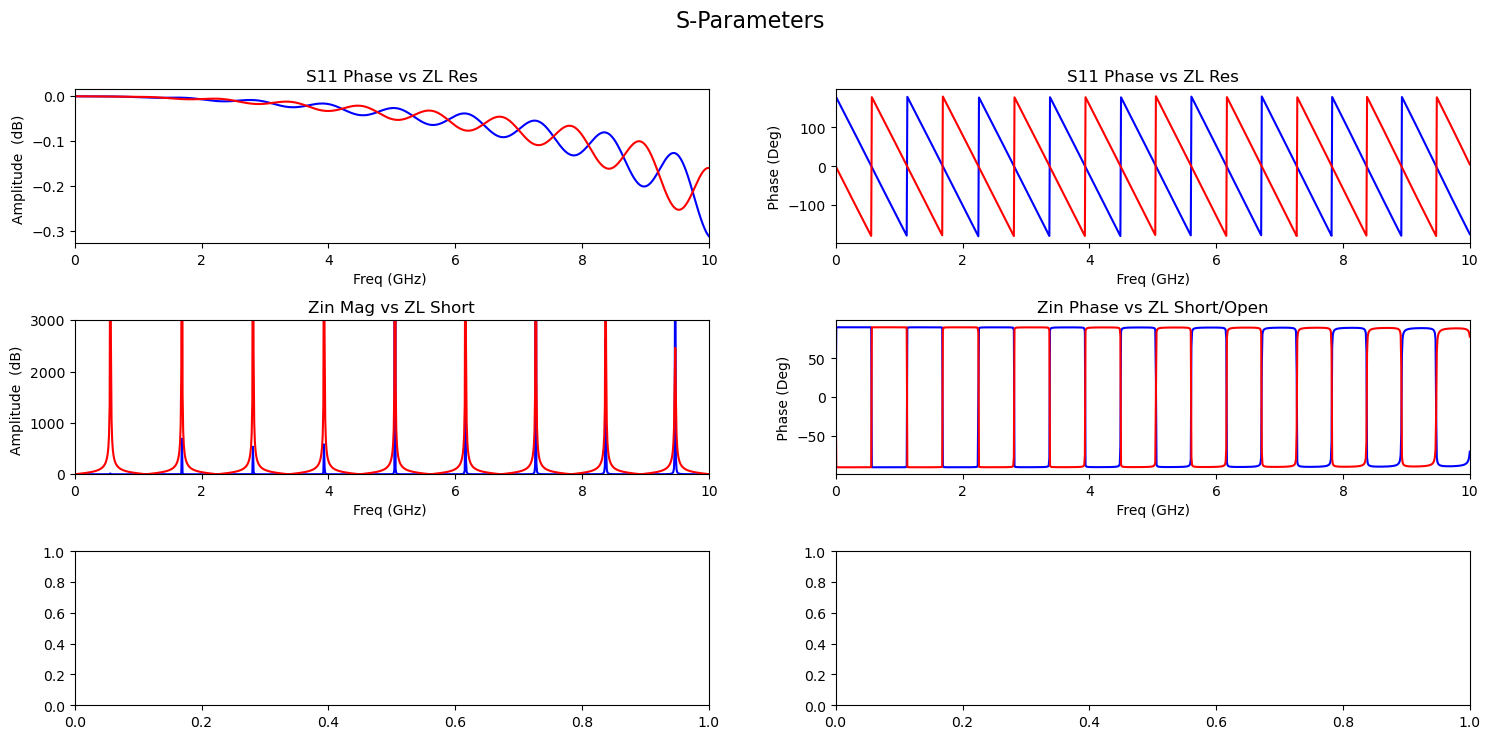 S-Parameters
S11 Phase vs ZL Res
0.0
−0.1
−0.2
−0.3
Amplitude  (dB)
0 2 4 6 8 10
Freq (GHz)
S11 Phase vs ZL Res
100
0
−100
Phase (Deg)
0 2 4 6 8 10
Freq (GHz)
Zin Mag vs ZL Short
3000
2000
1000
0
Amplitude  (dB)
0 2 4 6 8 10
Freq (GHz)
Zin Phase vs ZL Short/Open
50
0
−50
Phase (Deg)
0 2 4 6 8 10
Freq (GHz)
1.0
0.8
0.6
0.4
0.2
0.0
0.0 0.2 0.4 0.6 0.8 1.0
1.0
0.8
0.6
0.4
0.2
0.0
0.0 0.2 0.4 0.6 0.8 1.0